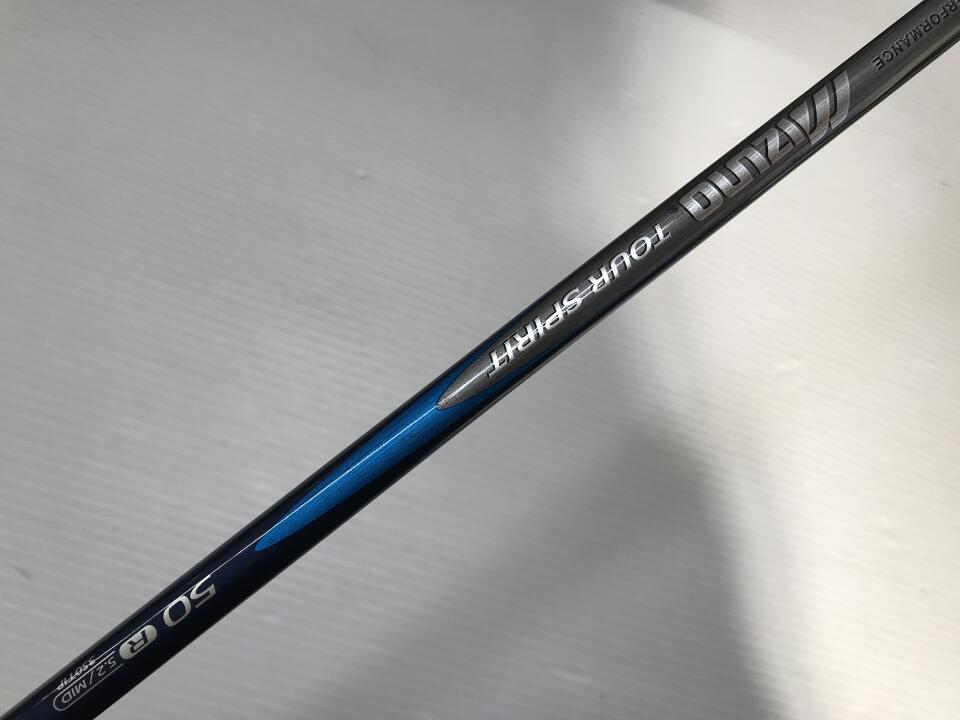 PERFORMANCE
MIZUNO®
TOUR SPIRIT
50 R 5.2/MID
350TIP